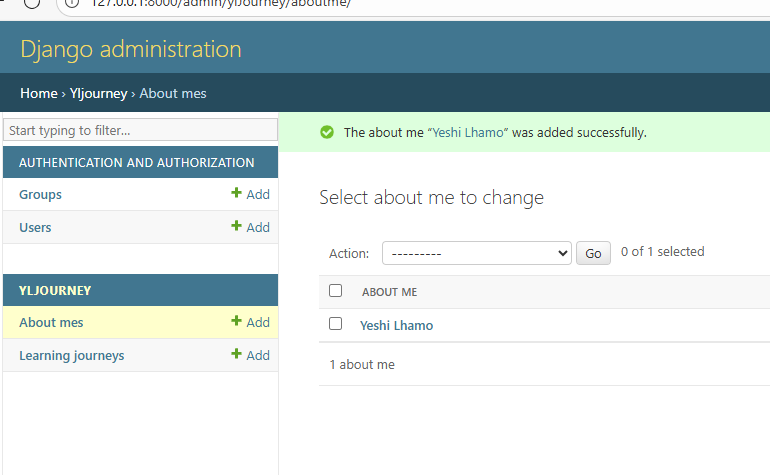 127.0.0.1:8000/admin/ylJourney/aboutme/
Django administration
Home › Yljourney › About mes
Start typing to filter...
AUTHENTICATION AND AUTHORIZATION
Groups + Add
Users + Add
YLJOURNEY
About mes + Add
Learning journeys + Add
The about me “Yeshi Lhamo” was added successfully.
Select about me to change
Action: --------- Go 0 of 1 selected
ABOUT ME
Yeshi Lhamo
1 about me